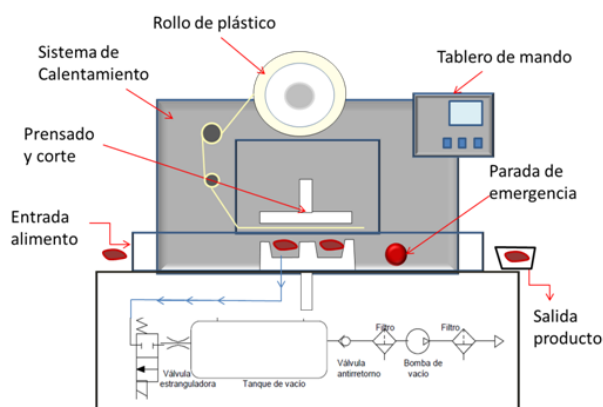 Rollo de plástico
Sistema de
Calentamiento
Tablero de mando
Prensado
y corte
Parada de
emergencia
Entrada
alimento
Salida
producto
Filtro
Filtro
Válvula
estranguladora
Tanque de vacío
Válvula
antirretorno
Bomba de
vacío